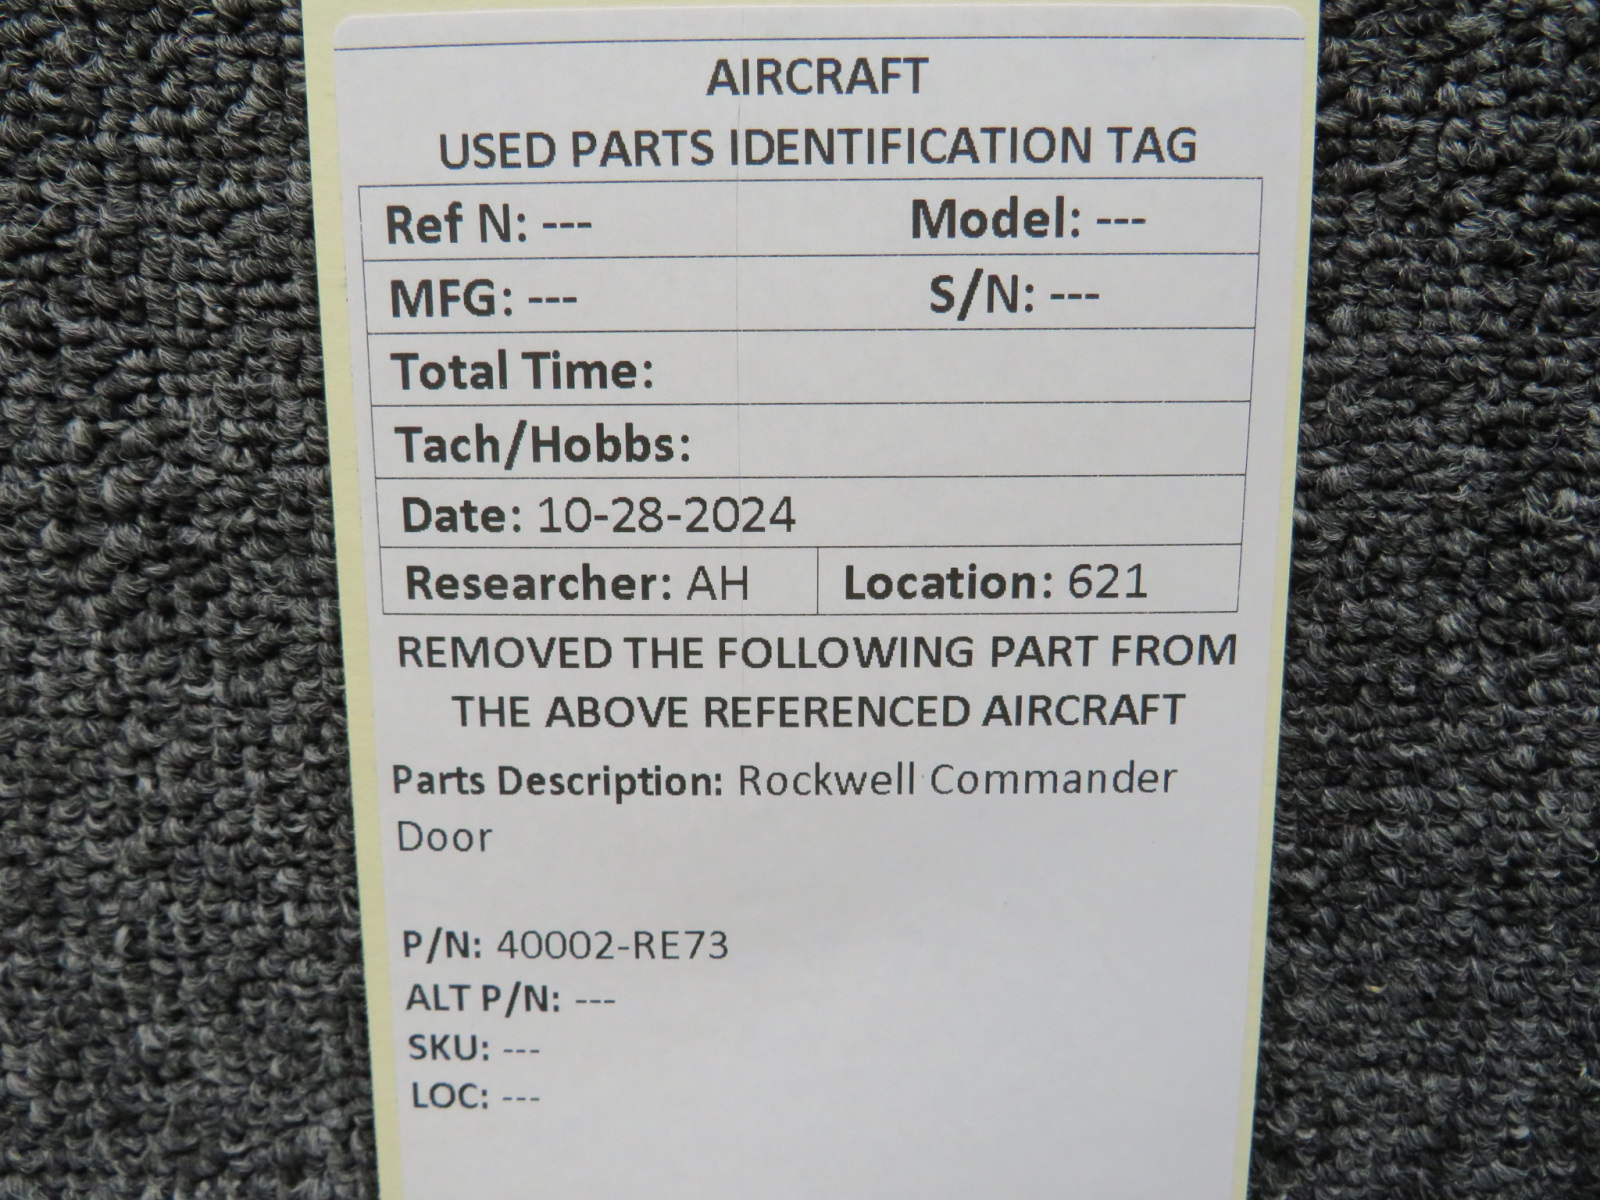 AIRCRAFT
USED PARTS IDENTIFICATION TAG
Ref N: --- Model: ---
MFG: --- S/N: ---
Total Time:
Tach/Hobbs:
Date: 10-28-2024
Researcher: AH Location: 621
REMOVED THE FOLLOWING PART FROM
THE ABOVE REFERENCED AIRCRAFT
Parts Description: Rockwell Commander
Door
P/N: 40002-RE73
ALT P/N: ---
SKU: ---
LOC: ---